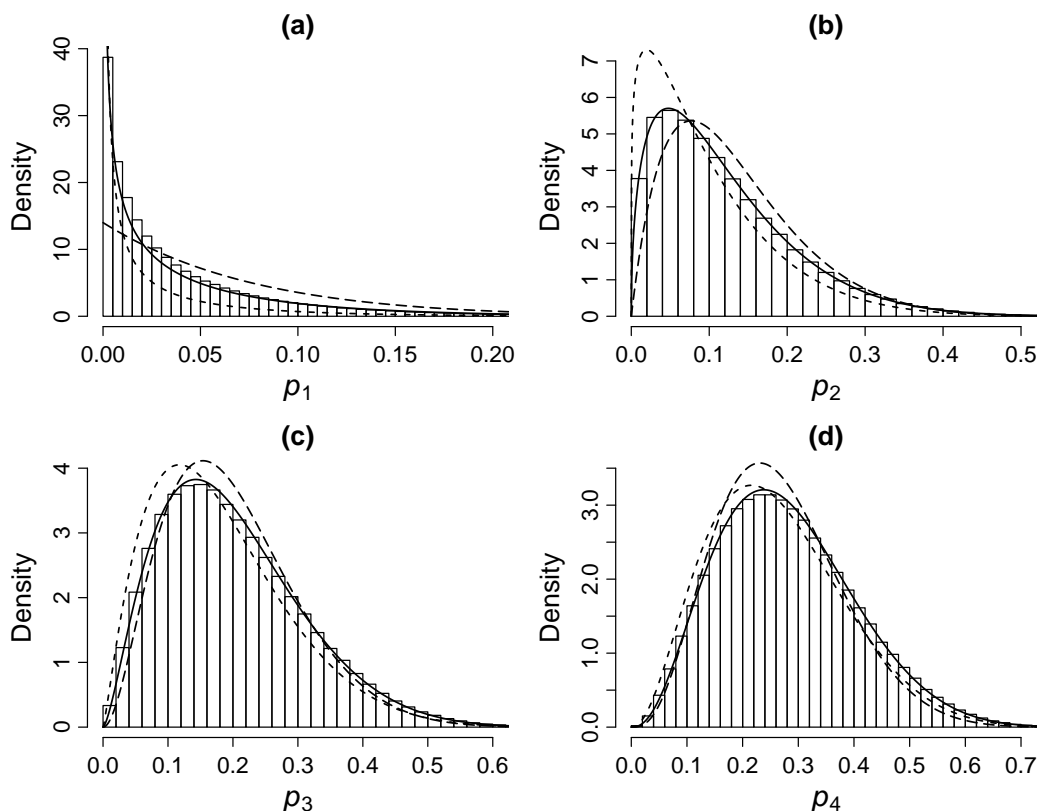 (a)
Density
0 10 20 30 40
0.00 0.05 0.10 0.15 0.20
p1
(b)
Density
0 1 2 3 4 5 6 7
0.0 0.1 0.2 0.3 0.4 0.5
p2
(c)
Density
0 1 2 3 4
0.0 0.1 0.2 0.3 0.4 0.5 0.6
p3
(d)
Density
0.0 1.0 2.0 3.0
0.0 0.1 0.2 0.3 0.4 0.5 0.6 0.7
p4